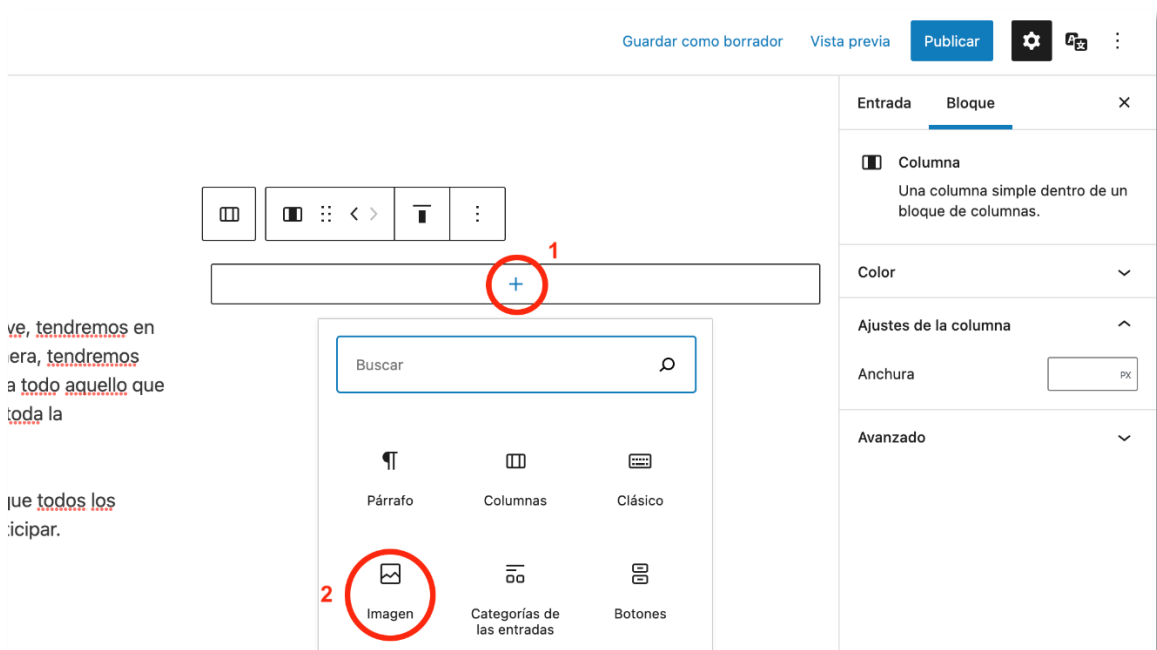 Guardar como borrador Vista previa Publicar
Entrada Bloque
Columna
Una columna simple dentro de un
bloque de columnas.
1
Color
Ajustes de la columna
Anchura PX
Avanzado
ve, tendremos en
era, tendremos
a todo aquello que
toda la
que todos los
ticipar.
Buscar
Párrafo Columnas Clásico
2
Imagen Categorías de Botones
las entradas